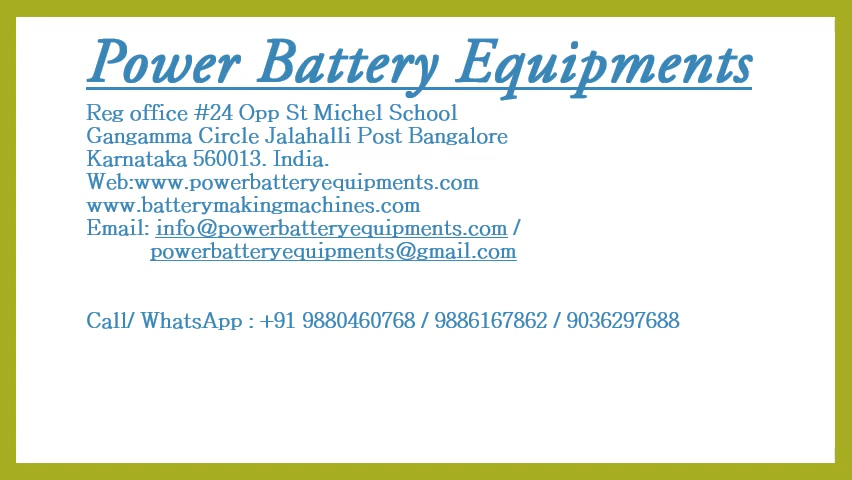 Power Battery Equipments
Reg office #24 Opp St Michel School
Gangamma Circle Jalahalli Post Bangalore
Karnataka 560013. India.
Web:www.powerbatteryequipments.com
www.batterymakingmachines.com
Email: info@powerbatteryequipments.com /
powerbatteryequipments@gmail.com
Call/ WhatsApp : +91 9880460768 / 9886167862 / 9036297688